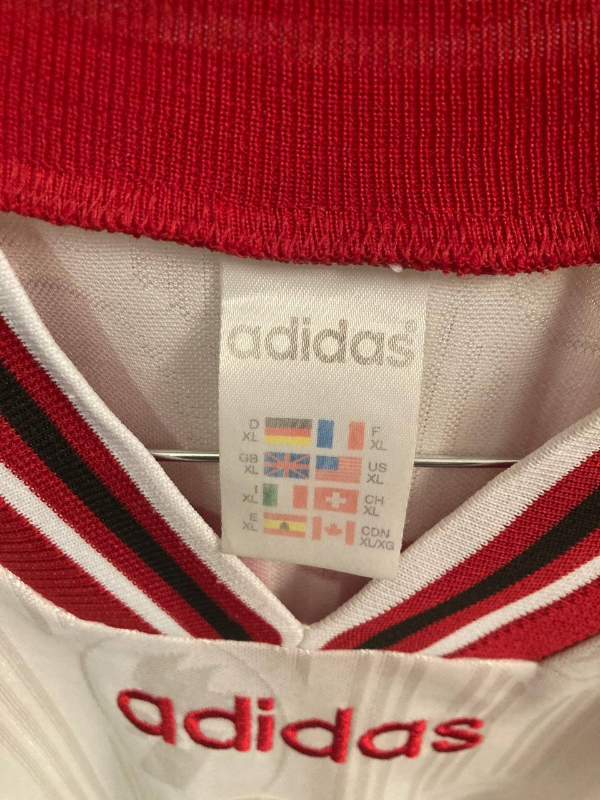 adidas®
D F
XL XL
GB US
XL XL
I CH
XL XL
E CDN
XL XL/XG
adidas